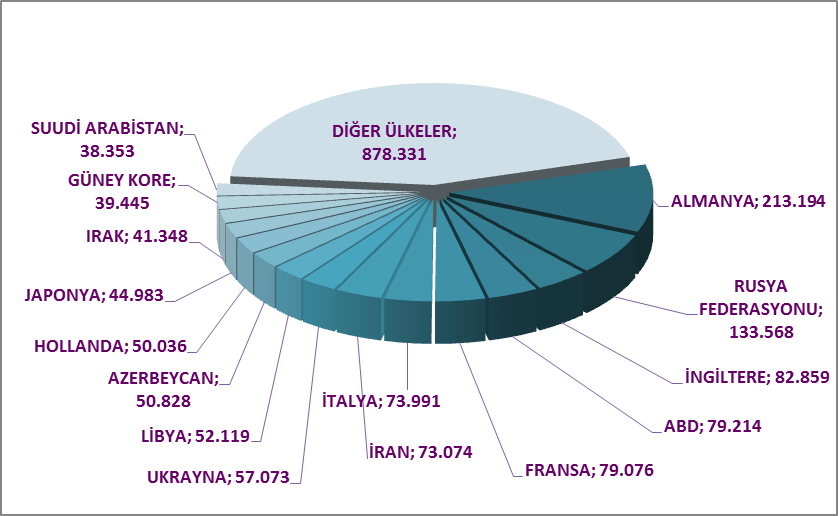 DİĞER ÜLKELER;
878.331
ALMANYA; 213.194
RUSYA
FEDERASYONU;
133.568
İNGİLTERE; 82.859
ABD; 79.214
FRANSA; 79.076
İTALYA; 73.991
İRAN; 73.074
UKRAYNA; 57.073
LİBYA; 52.119
AZERBEYCAN;
50.828
HOLLANDA; 50.036
JAPONYA; 44.983
IRAK; 41.348
GÜNEY KORE;
39.445
SUUDİ ARABİSTAN;
38.353